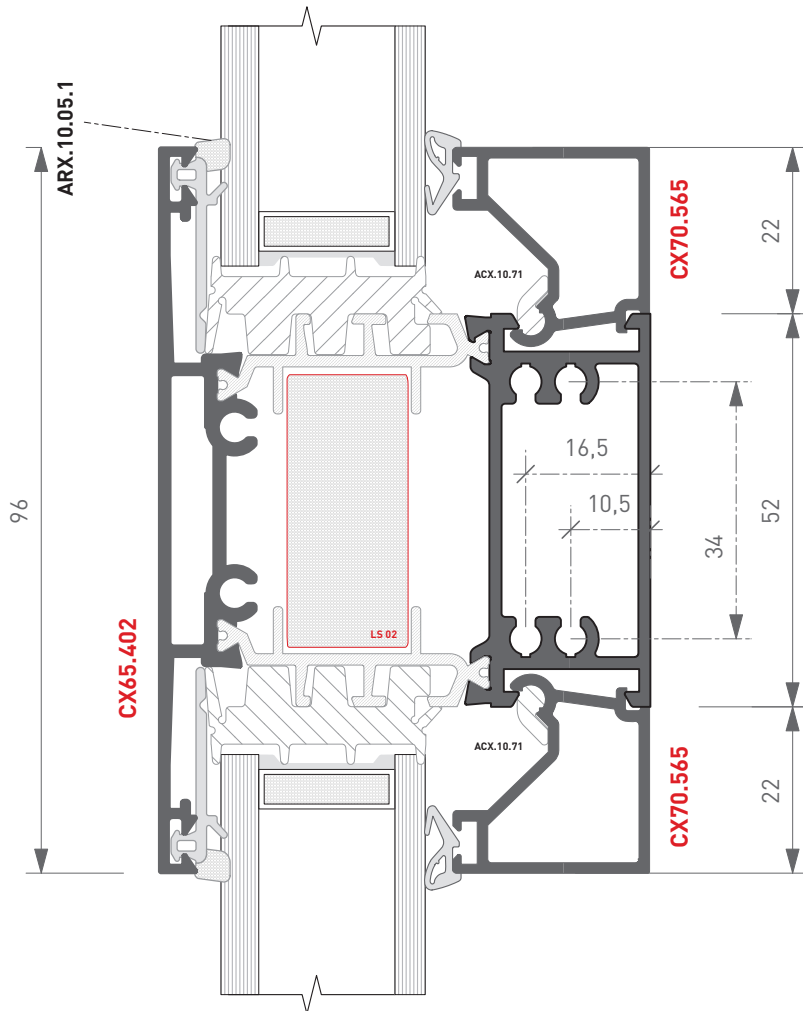 ARX.10.05.1
CX70.565
22
ACX.10.71
16,5
10,5
96
34
52
LS 02
CX65.402
ACX.10.71
CX70.565
22